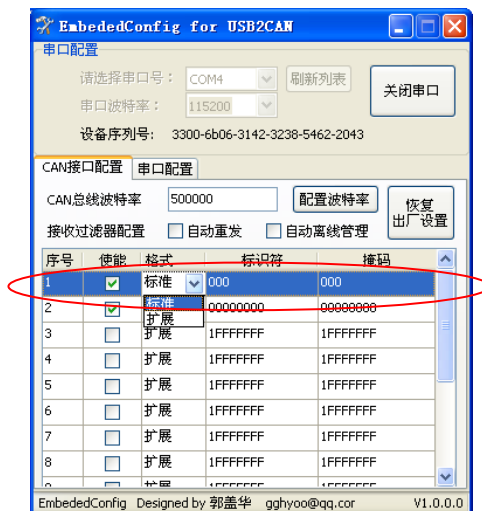 EmbededConfig for USB2CAN
串口配置
请选择串口号： COM4 刷新列表 关闭串口
串口波特率： 115200
设备序列号: 3300-6b06-3142-3238-5462-2043
CAN接口配置 串口配置
CAN总线波特率 500000 配置波特率 恢复
出厂设置
接收过滤器配置 自动重发 自动离线管理
序号 使能 格式 标识符 掩码
1 标准 000 000
标准
2 00000000 00000000
扩展
3 扩展 1FFFFFFF 1FFFFFFF
4 扩展 1FFFFFFF 1FFFFFFF
5 扩展 1FFFFFFF 1FFFFFFF
6 扩展 1FFFFFFF 1FFFFFFF
7 扩展 1FFFFFFF 1FFFFFFF
8 扩展 1FFFFFFF 1FFFFFFF
EmbededConfig Designed by 郭盖华 gghyoo@qq.cor V1.0.0.0